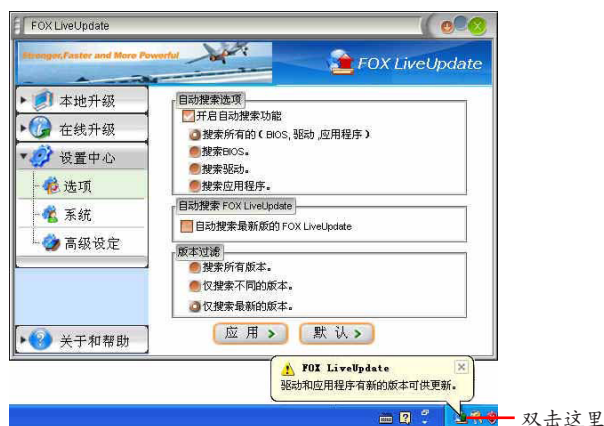 FOX LiveUpdate
Stronger,Faster and More Powerful
FOX LiveUpdate
本地升级
在线升级
设置中心
选项
系统
高级设定
关于和帮助
自动搜索选项
开启自动搜索功能
搜索所有的（BIOS, 驱动 ,应用程序）
搜索BIOS。
搜索驱动。
搜索应用程序。
自动搜索 FOX LiveUpdate
自动搜索最新版的 FOX LiveUpdate
版本过滤
搜索所有版本。
仅搜索不同的版本。
仅搜索最新的版本。
应 用
默 认
FOX LiveUpdate
驱动和应用程序有新的版本可供更新。
双击这里